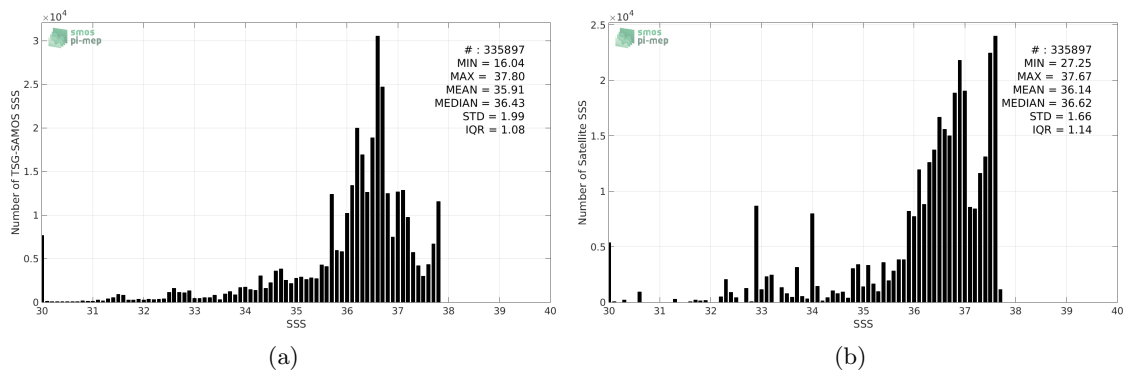 ×10⁴
smos
pi-mep
# : 335897
MIN = 16.04
MAX = 37.80
MEAN = 35.91
MEDIAN = 36.43
STD = 1.99
IQR = 1.08
Number of TSG-SAMOS SSS
3
2.5
2
1.5
1
0.5
0
30 31 32 33 34 35 36 37 38 39 40
SSS
(a)
×10⁴
smos
pi-mep
# : 335897
MIN = 27.25
MAX = 37.67
MEAN = 36.14
MEDIAN = 36.62
STD = 1.66
IQR = 1.14
Number of Satellite SSS
2.5
2
1.5
1
0.5
0
30 31 32 33 34 35 36 37 38 39 40
SSS
(b)